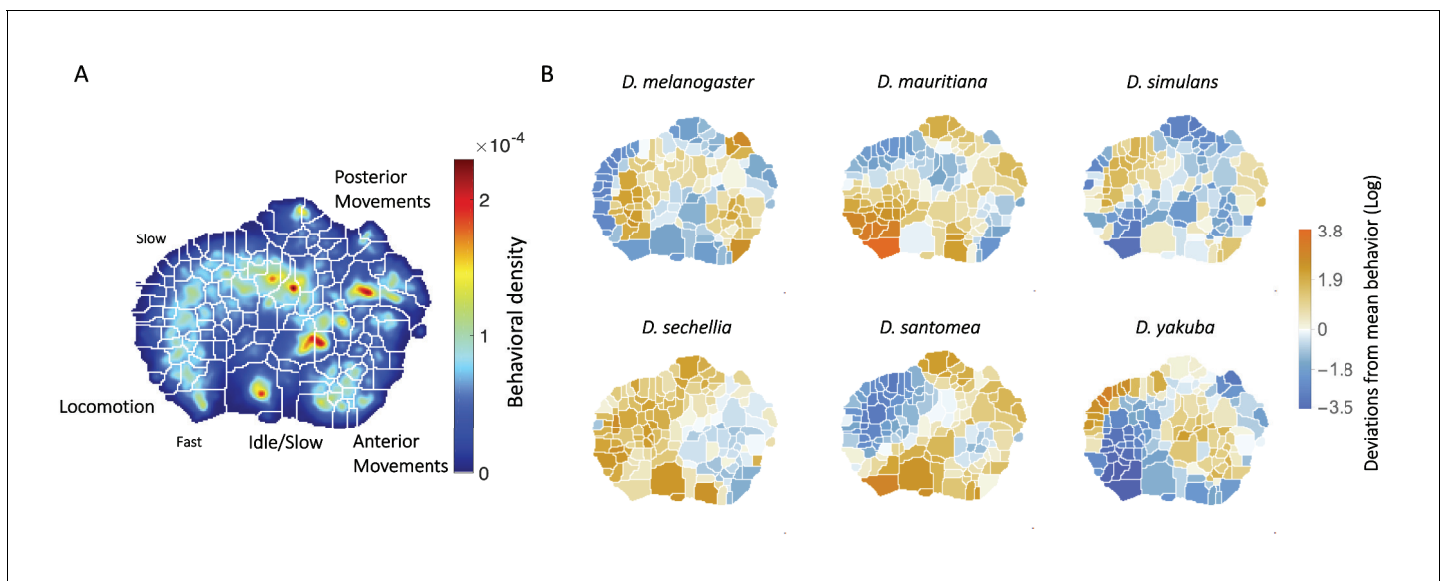 A
×10⁻⁴
2
1
0
Behavioral density
Posterior
Movements
Slow
Locomotion
Fast
Idle/Slow
Anterior
Movements
B
D. melanogaster
D. mauritiana
D. simulans
D. sechellia
D. santomea
D. yakuba
3.8
1.9
0
−1.8
−3.5
Deviations from mean behavior (Log)